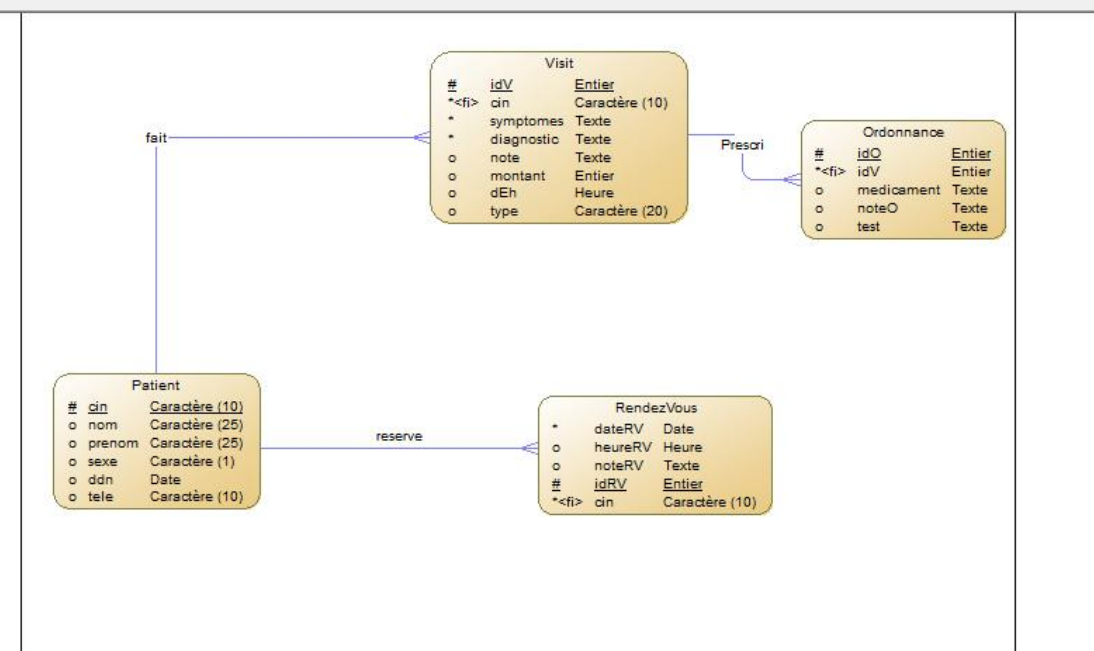 Visit
# idV Entier
*<fi> cin Caractère (10)
* symptomes Texte
* diagnostic Texte
o note Texte
o montant Entier
o dEh Heure
o type Caractère (20)
fait
Prescri
Ordonnance
# idO Entier
*<fi> idV Entier
o medicament Texte
o noteO Texte
o test Texte
Patient
# cin Caractère (10)
o nom Caractère (25)
o prenom Caractère (25)
o sexe Caractère (1)
o ddn Date
o tele Caractère (10)
reserve
RendezVous
* dateRV Date
o heureRV Heure
o noteRV Texte
# idRV Entier
*<fi> cin Caractère (10)